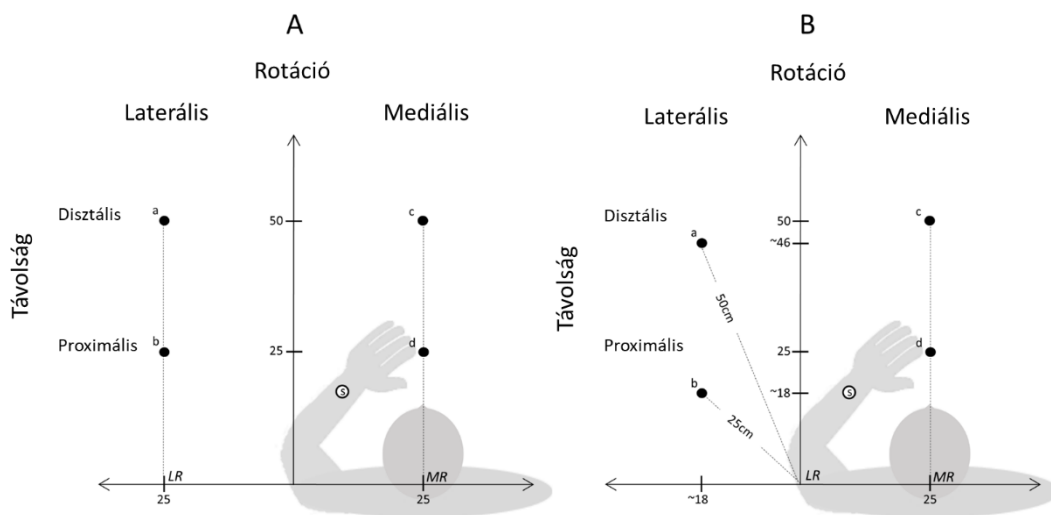 A
Rotáció
Laterális
Mediális
Távolság
Disztális
a
c
50
Proximális
b
25
d
S
LR
MR
25
25
B
Rotáció
Laterális
Mediális
Távolság
Disztális
a
c
50
~46
50cm
Proximális
25
d
b
~18
S
25cm
LR
MR
~18
25